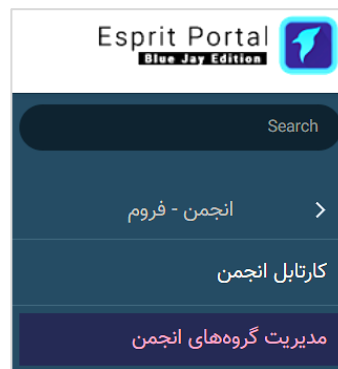 Esprit Portal
Blue Jay Edition
Search
انجمن - فروم
کارتابل انجمن
مدیریت گروه‌های انجمن